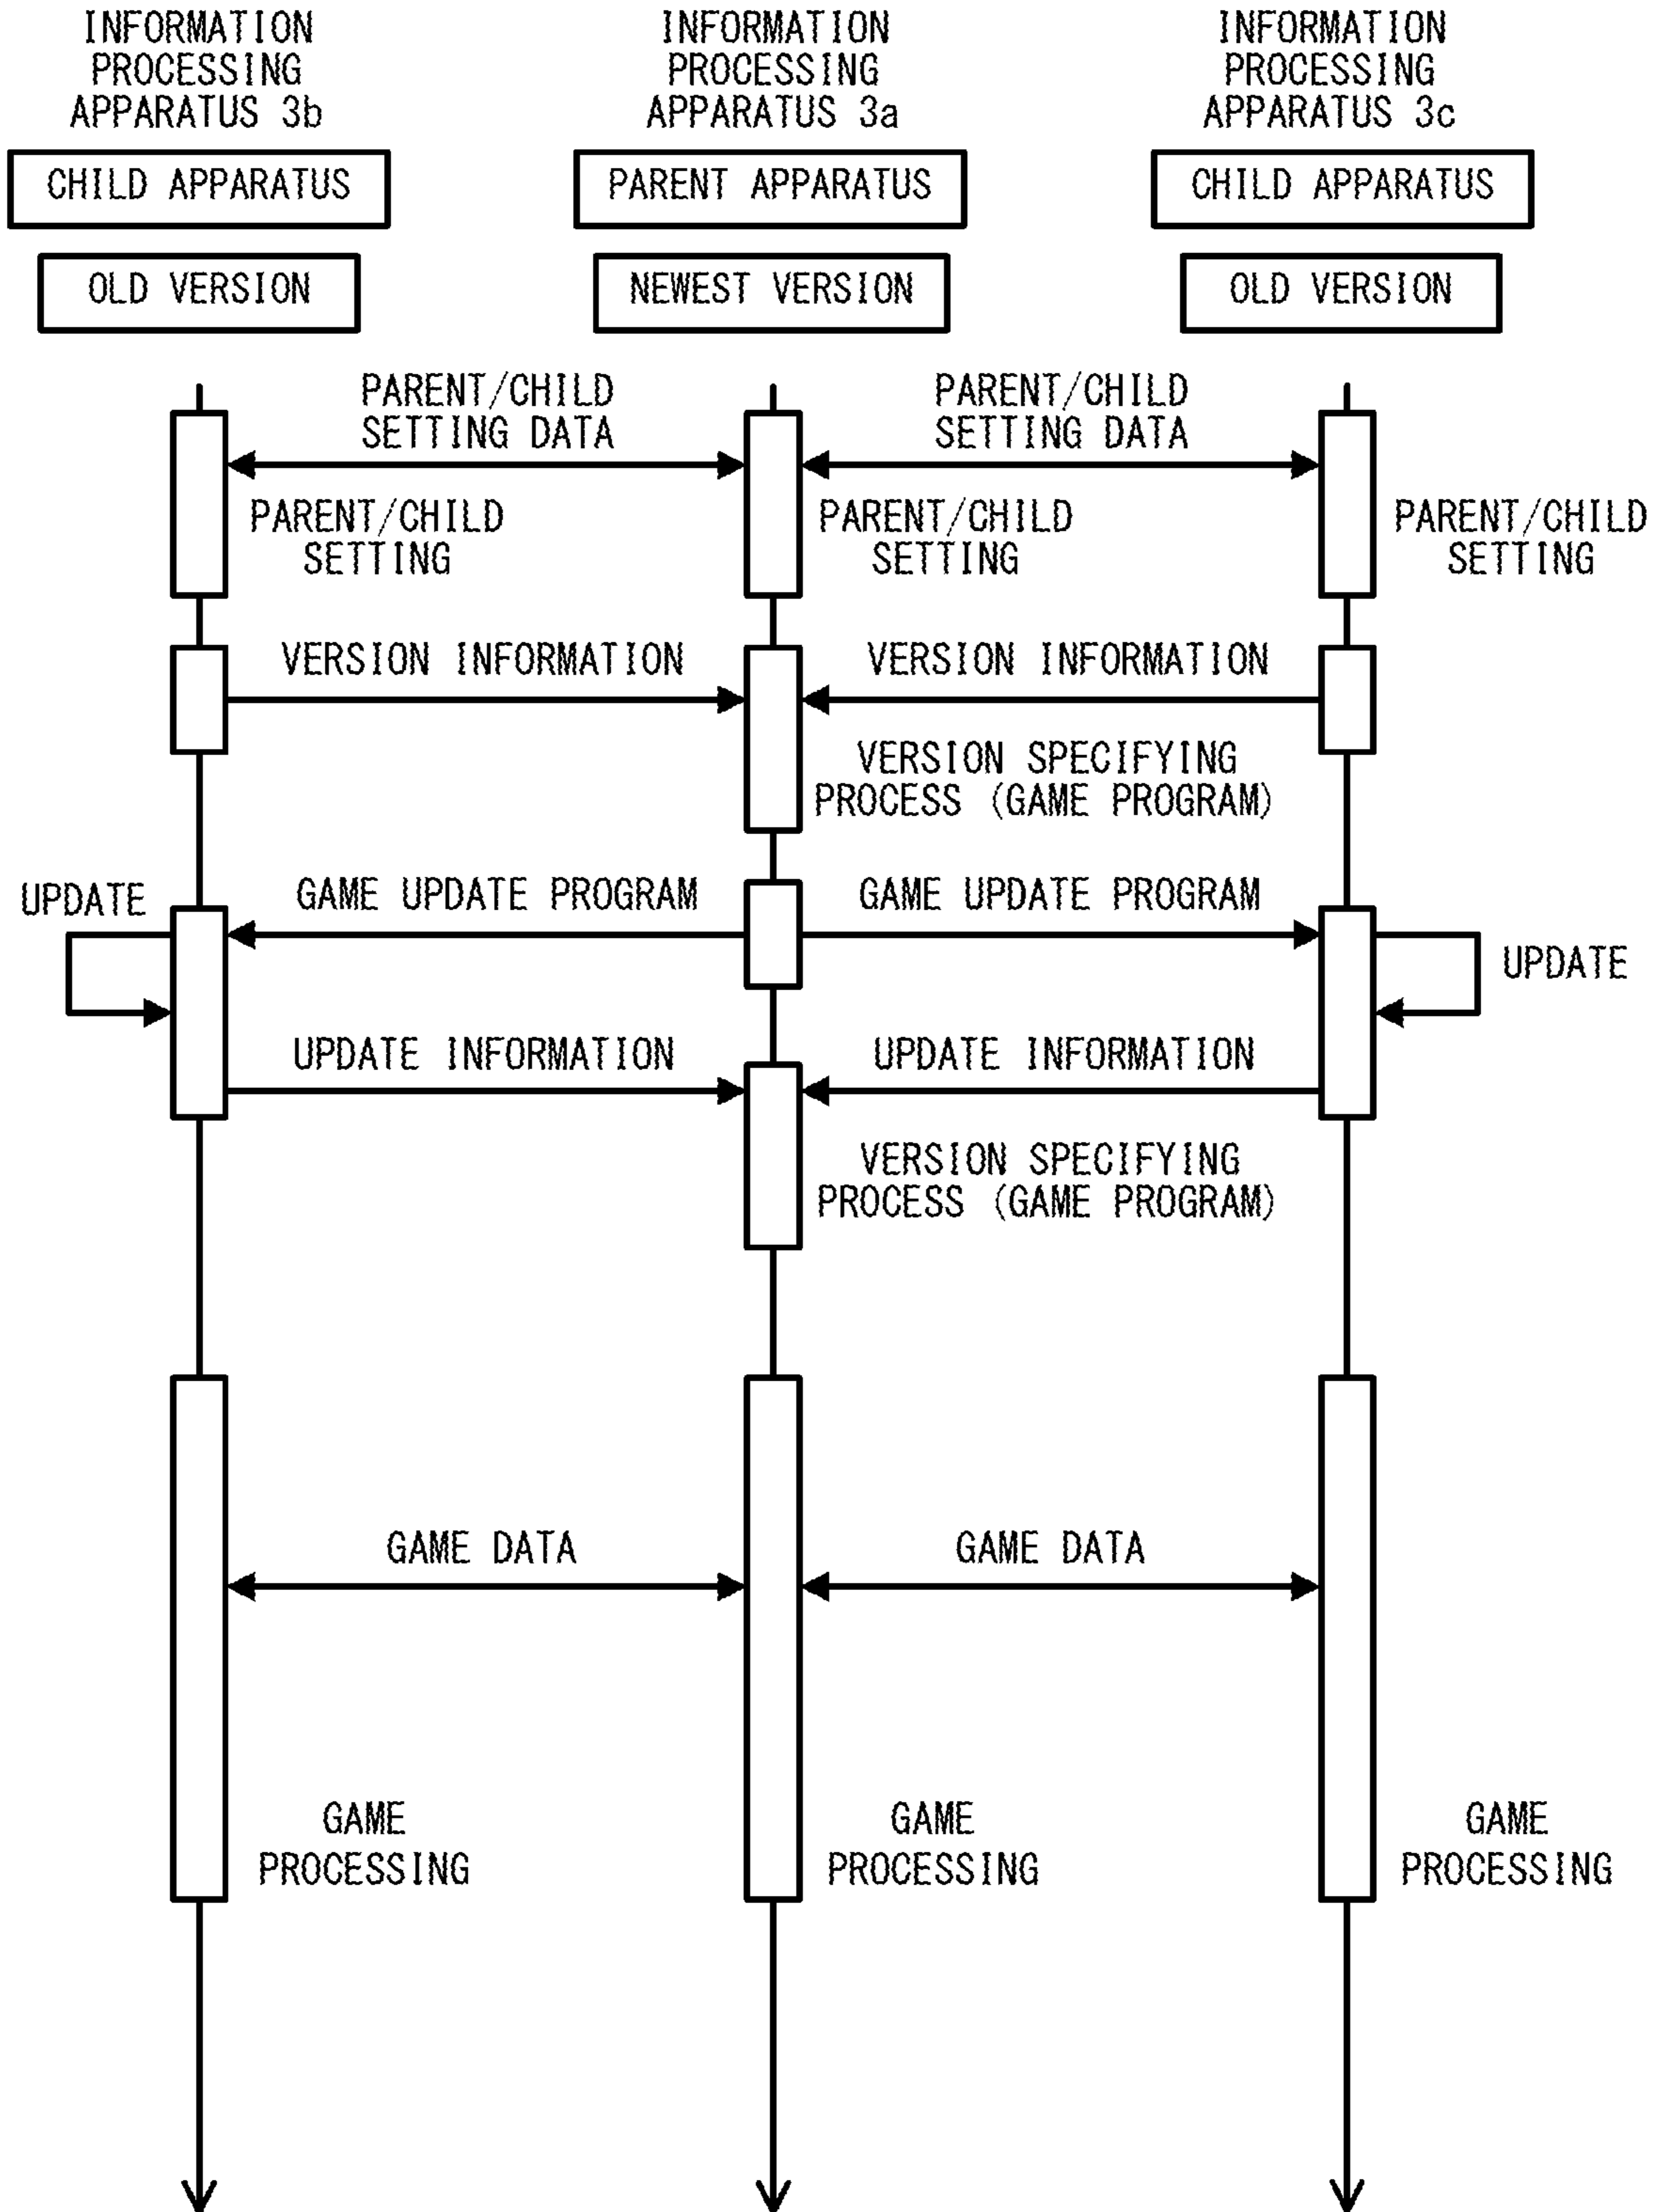 INFORMATION
PROCESSING
APPARATUS 3b
INFORMATION
PROCESSING
APPARATUS 3a
INFORMATION
PROCESSING
APPARATUS 3c
CHILD APPARATUS
PARENT APPARATUS
CHILD APPARATUS
OLD VERSION
NEWEST VERSION
OLD VERSION
PARENT/CHILD
SETTING DATA
PARENT/CHILD
SETTING DATA
PARENT/CHILD
SETTING
PARENT/CHILD
SETTING
PARENT/CHILD
SETTING
VERSION INFORMATION
VERSION INFORMATION
VERSION SPECIFYING
PROCESS (GAME PROGRAM)
UPDATE
GAME UPDATE PROGRAM
GAME UPDATE PROGRAM
UPDATE
UPDATE INFORMATION
UPDATE INFORMATION
VERSION SPECIFYING
PROCESS (GAME PROGRAM)
GAME DATA
GAME DATA
GAME
PROCESSING
GAME
PROCESSING
GAME
PROCESSING